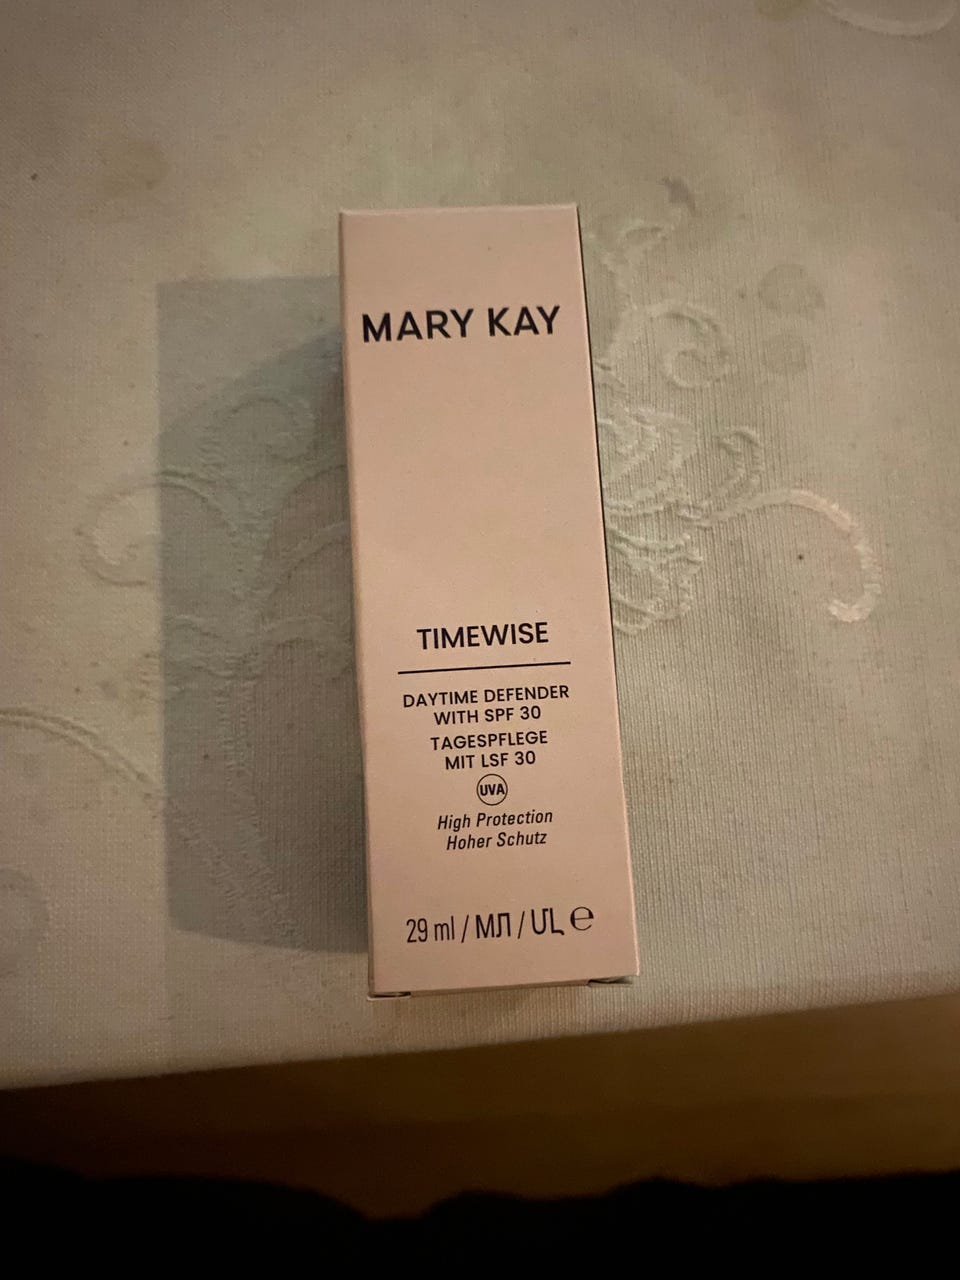 MARY KAY
TIMEWISE
DAYTIME DEFENDER
WITH SPF 30
TAGESPFLEGE
MIT LSF 30
UVA
High Protection
Hoher Schutz
29 ml / МЛ / ՄԼ ℮